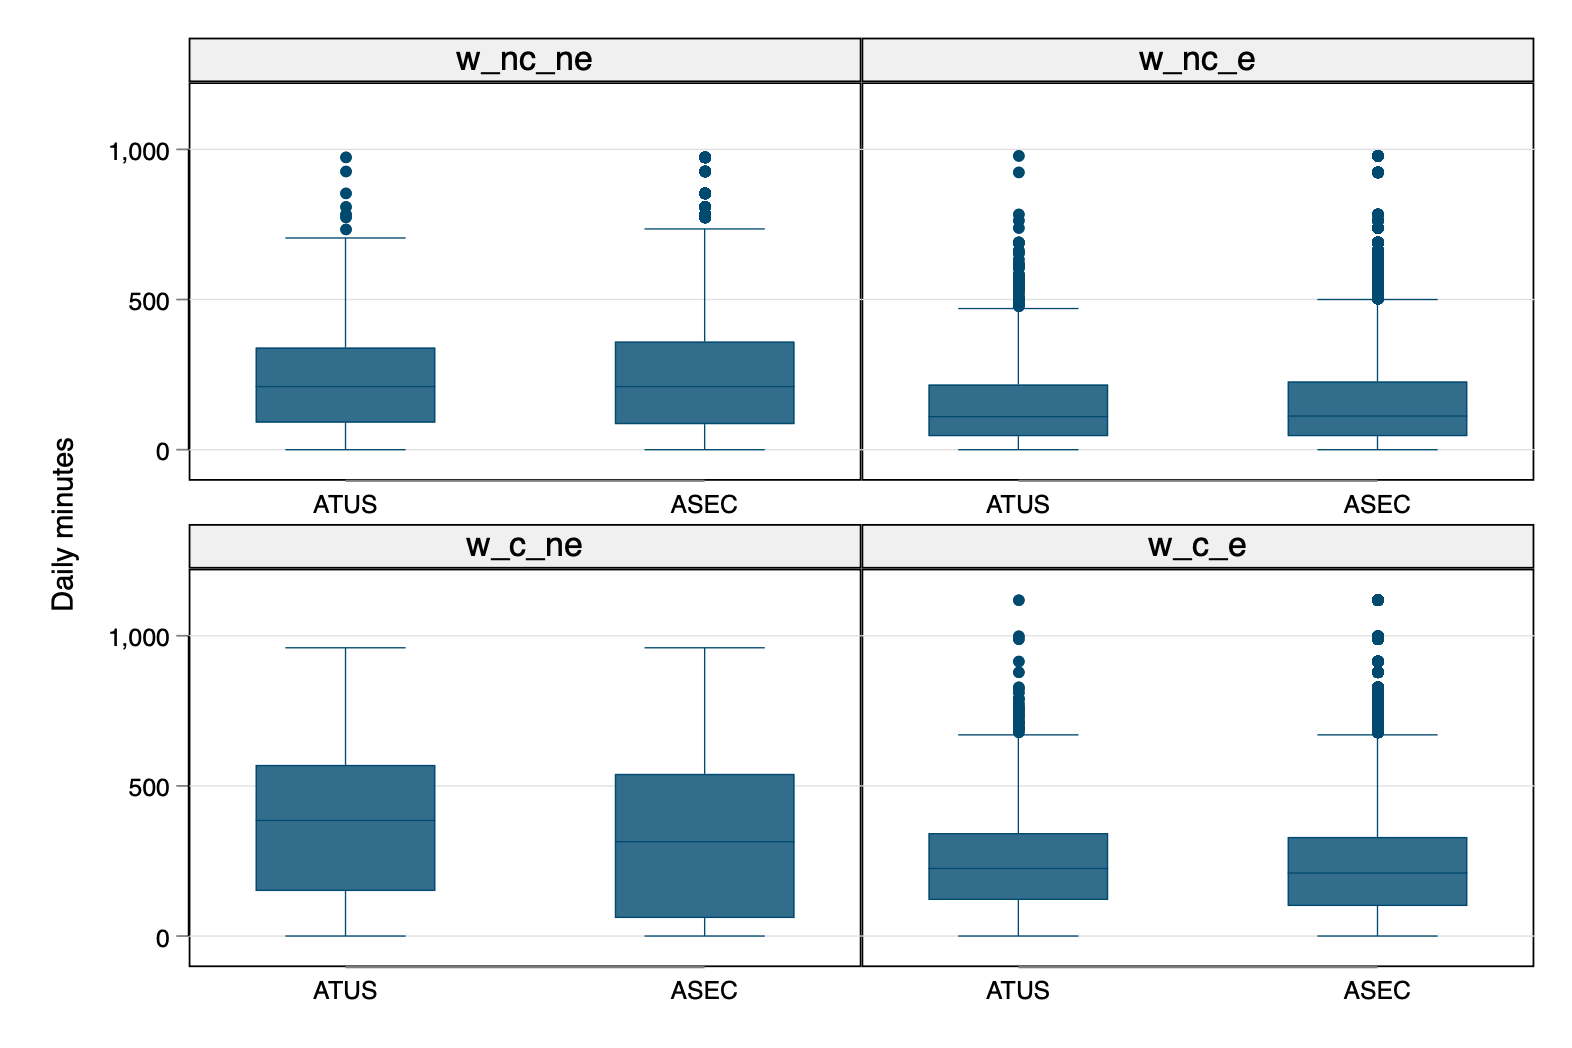 Daily minutes
w_nc_ne
w_nc_e
1,000
500
0
ATUS
ASEC
ATUS
ASEC
w_c_ne
w_c_e
1,000
500
0
ATUS
ASEC
ATUS
ASEC